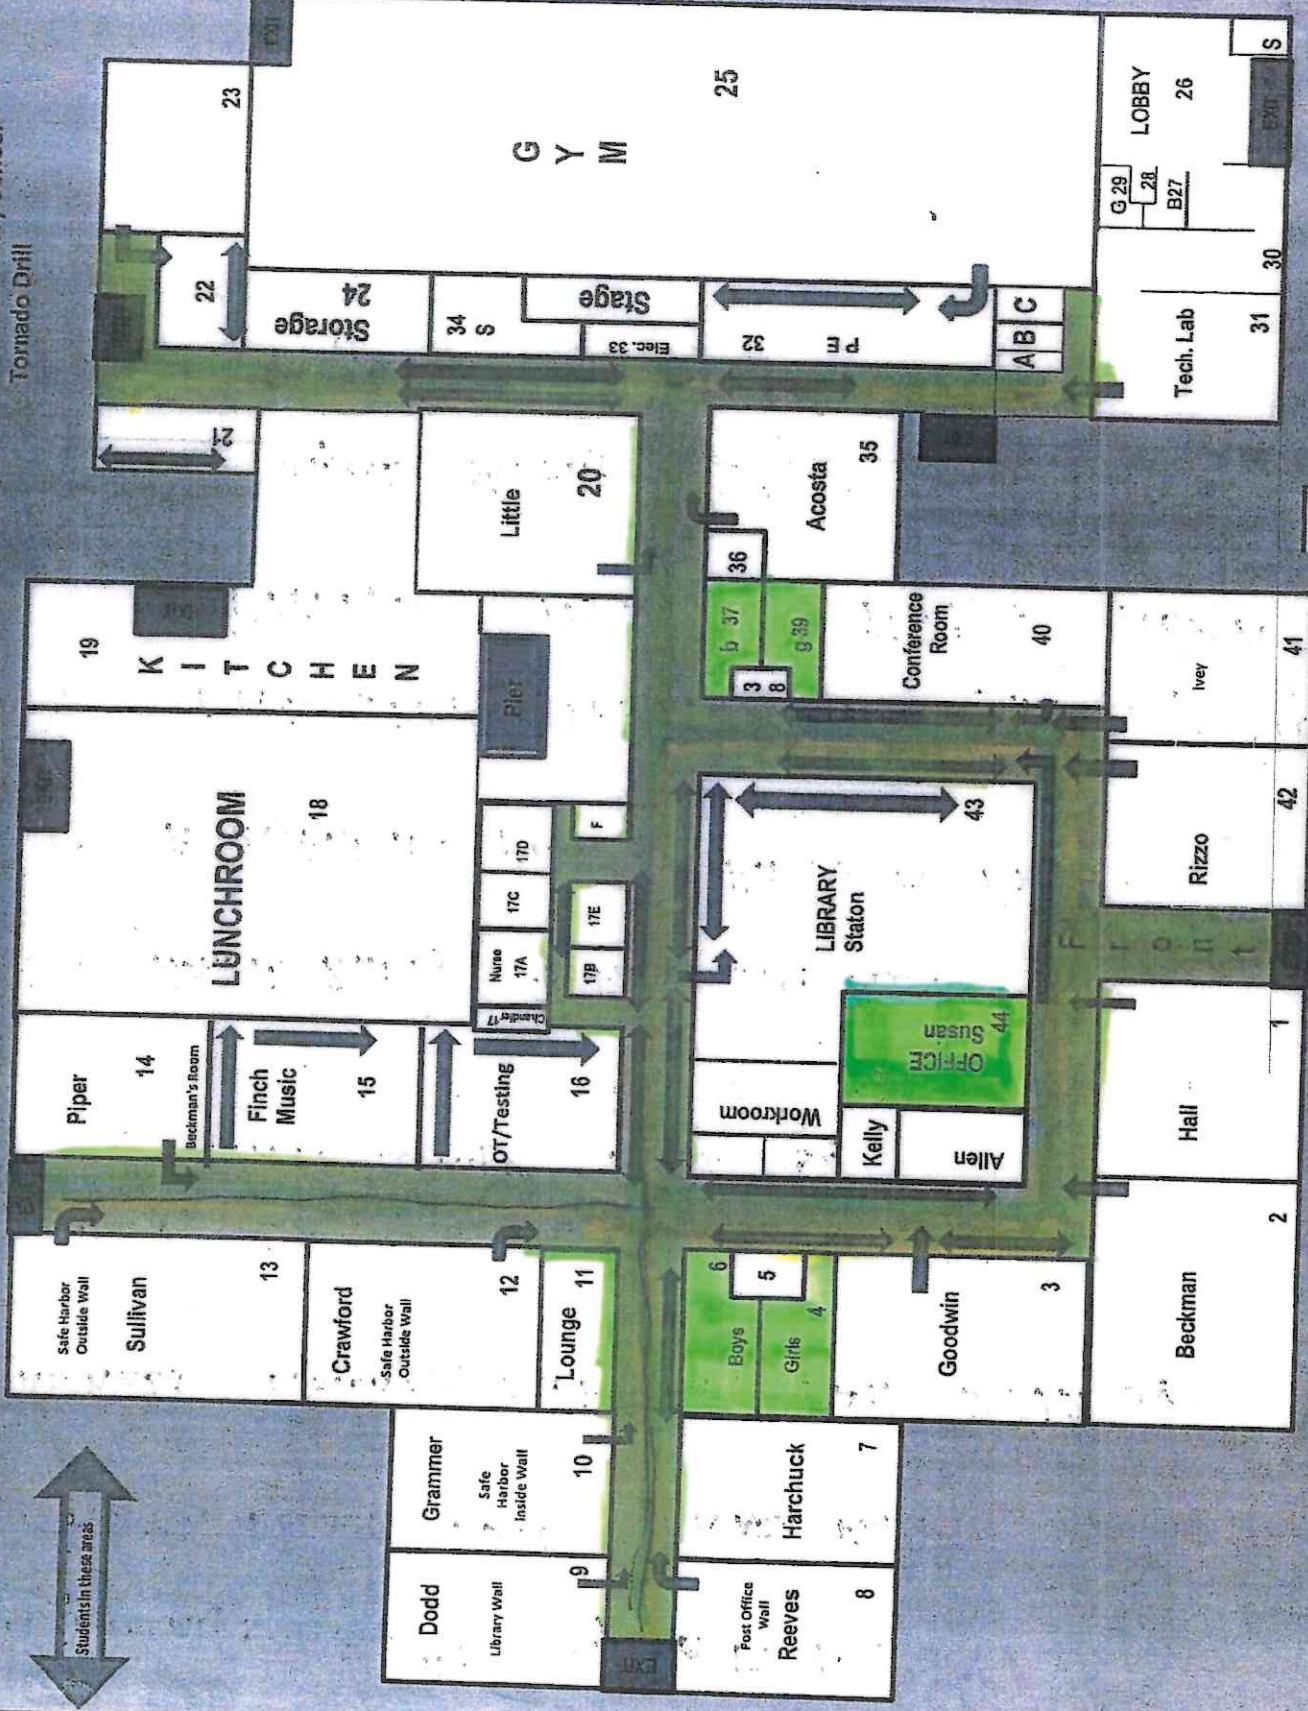 Tornado Drill
Students in these areas
23
EXIT
G
Y
M
25
LOBBY
26
S
EXIT
G 29
28
B27
30
22
Storage
24
34
S
Stage
Elec. 33
32
P E
A B C
Tech. Lab
31
21
Little
20
Acosta
35
Exit
36
b 37
g 39
3
8
Conference
Room
40
Ivey
41
19
K
I
T
C
H
E
N
Pier
LUNCHROOM
18
17D
17C
Nurse
17A
Chandler 17
F
17E
17B
LIBRARY
Staton
43
Rizzo
42
F
r
o
n
t
OFFICE
Susan
44
Workroom
Kelly
Allen
Hall
1
Piper
14
Beckman's Room
Finch
Music
15
OT/Testing
16
Safe Harbor
Outside Wall
Sullivan
13
Crawford
Safe Harbor
Outside Wall
12
Lounge
11
Boys
6
5
Girls
4
Goodwin
3
Beckman
2
Grammer
Safe
Harbor
Inside Wall
10
Harchuck
7
Dodd
Library Wall
9
EXIT
Post Office
Wall
Reeves
8